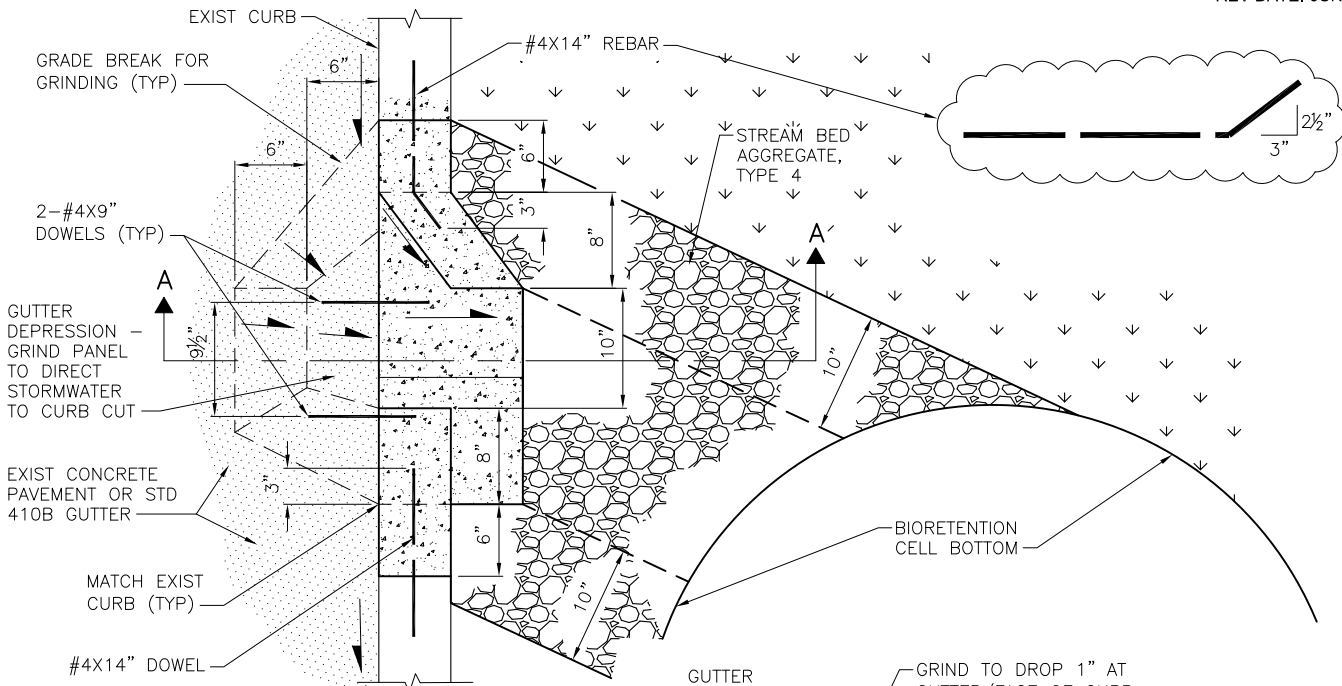 EXIST CURB
#4X14" REBAR
GRADE BREAK FOR
GRINDING (TYP)
6"
6"
2½"
3"
STREAM BED
AGGREGATE,
TYPE 4
6"
3"
8"
2-#4X9"
DOWELS (TYP)
A
A
GUTTER
DEPRESSION -
GRIND PANEL
TO DIRECT
STORMWATER
TO CURB CUT
9½"
10"
10"
8"
EXIST CONCRETE
PAVEMENT OR STD
410B GUTTER
3"
6"
10"
BIORETENTION
CELL BOTTOM
MATCH EXIST
CURB (TYP)
#4X14" DOWEL
GUTTER
GRIND TO DROP 1" AT